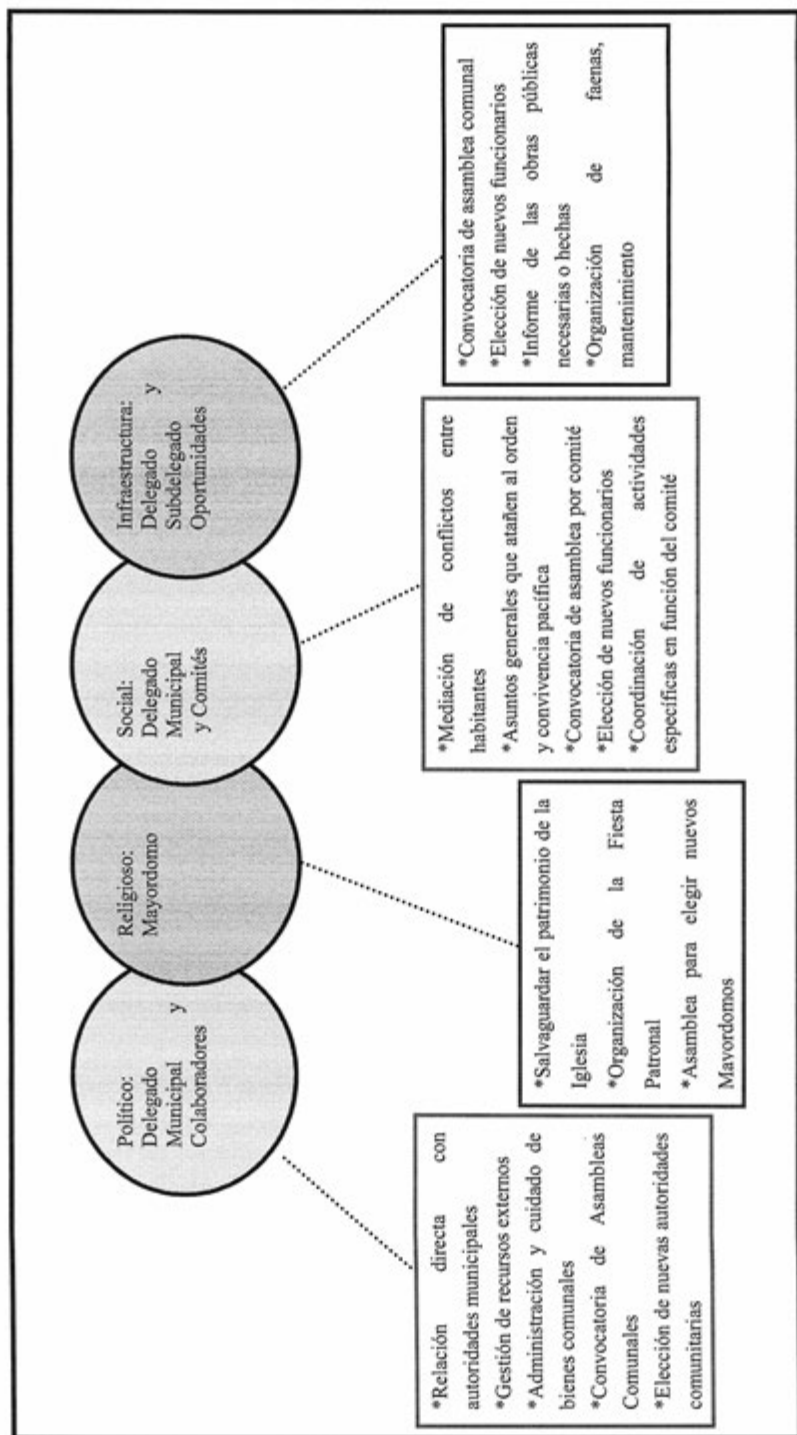 Político:
Delegado
Municipal y
Colaboradores
Religioso:
Mayordomo
Social:
Delegado
Municipal
y Comités
Infraestructura:
Delegado y
Subdelegado
Oportunidades
*Relación directa con
autoridades municipales
*Gestión de recursos externos
*Administración y cuidado de
bienes comunales
*Convocatoria de Asambleas
Comunales
*Elección de nuevas autoridades
comunitarias
*Salvaguardar el patrimonio de la
Iglesia
*Organización de la Fiesta
Patronal
*Asamblea para elegir nuevos
Mayordomos
*Mediación de conflictos entre
habitantes
*Asuntos generales que atañen al orden
y convivencia pacífica
*Convocatoria de asamblea por comité
*Elección de nuevos funcionarios
*Coordinación de actividades
específicas en función del comité
*Convocatoria de asamblea comunal
*Elección de nuevos funcionarios
*Informe de las obras públicas
necesarias o hechas
*Organización de faenas,
mantenimiento